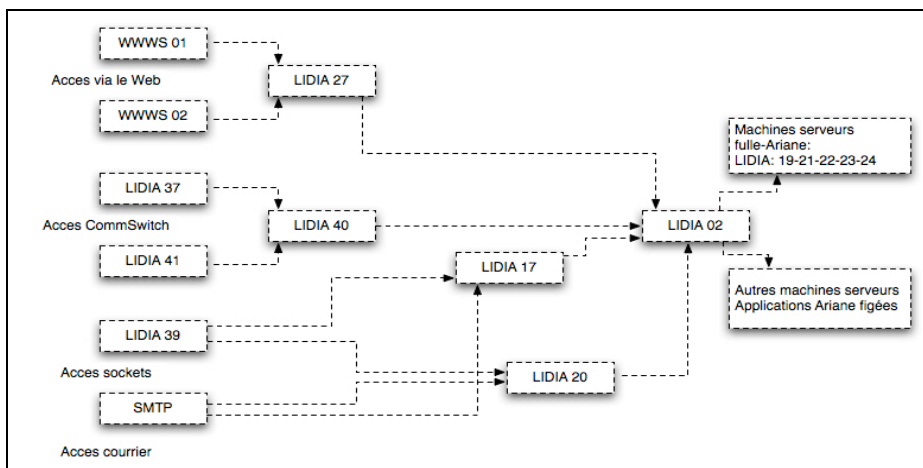 WWWS 01
Acces via le Web
LIDIA 27
WWWS 02
Machines serveurs
fulle-Ariane:
LIDIA: 19-21-22-23-24
LIDIA 37
Acces CommSwitch
LIDIA 40
LIDIA 02
LIDIA 41
LIDIA 17
Autres machines serveurs
Applications Ariane figées
LIDIA 39
Acces sockets
LIDIA 20
SMTP
Acces courrier